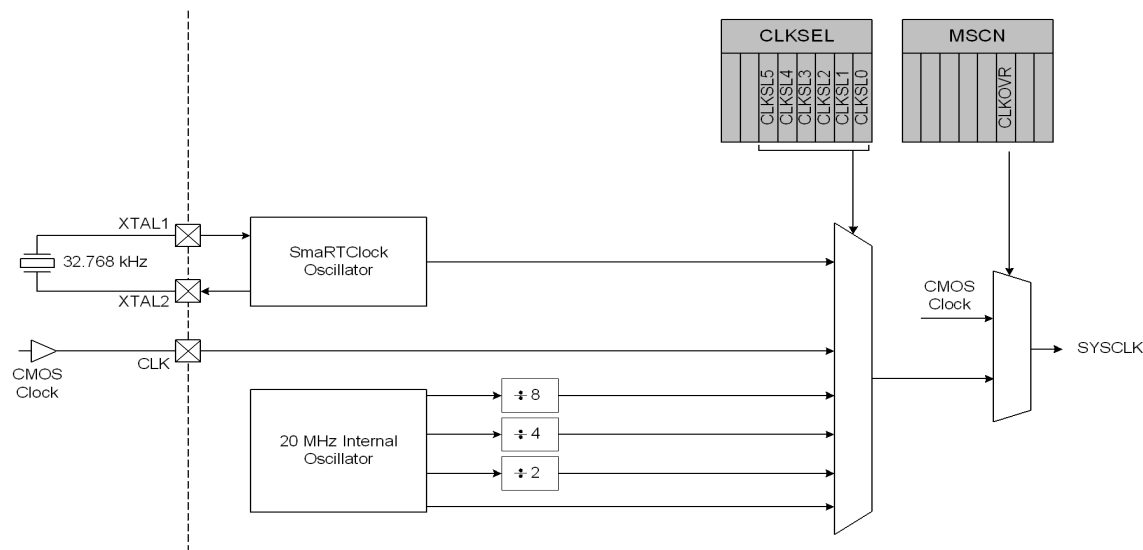 CLKSEL
CLKSL5
CLKSL4
CLKSL3
CLKSL2
CLKSL1
CLKSL0
MSCN
CLKOVR
XTAL1
32.768 kHz
XTAL2
SmaRTClock
Oscillator
CMOS
Clock
SYSCLK
CLK
CMOS
Clock
20 MHz Internal
Oscillator
÷ 8
÷ 4
÷ 2